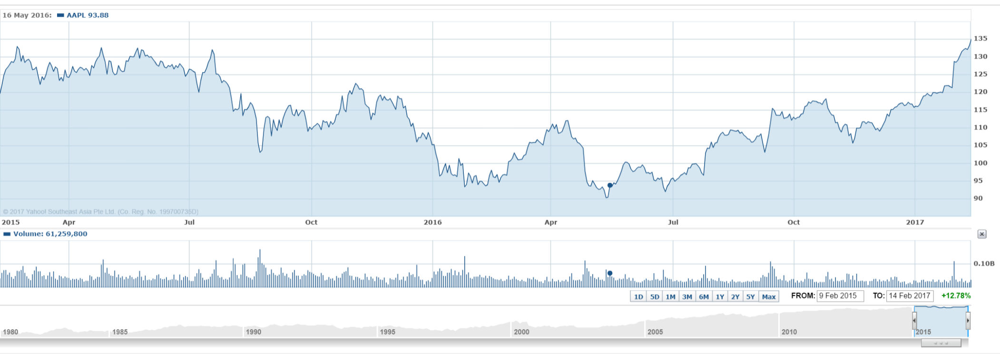 16 May 2016: AAPL 93.88
135
130
125
120
115
110
105
100
95
90
© 2017 Yahoo! Southeast Asia Pte Ltd. (Co. Reg. No. 199700735D)
2015 Apr Jul Oct 2016 Apr Jul Oct 2017
Volume: 61,259,800
0.10B
1D 5D 1M 3M 6M 1Y 2Y 5Y Max FROM: 9 Feb 2015 TO: 14 Feb 2017 +12.78%
1980 1985 1990 1995 2000 2005 2010 2015